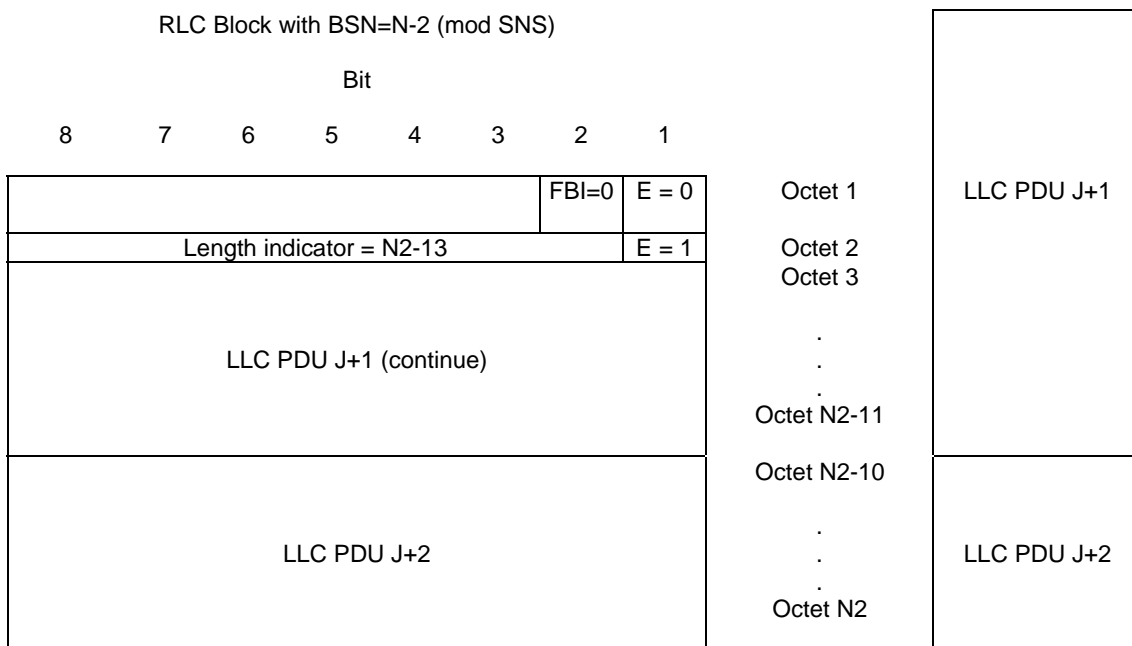 RLC Block with BSN=N-2 (mod SNS)
Bit
8 7 6 5 4 3 2 1
FBI=0 E = 0 Octet 1 LLC PDU J+1
Length indicator = N2-13 E = 1 Octet 2
Octet 3
.
LLC PDU J+1 (continue) .
.
Octet N2-11
Octet N2-10
.
LLC PDU J+2 . LLC PDU J+2
.
Octet N2